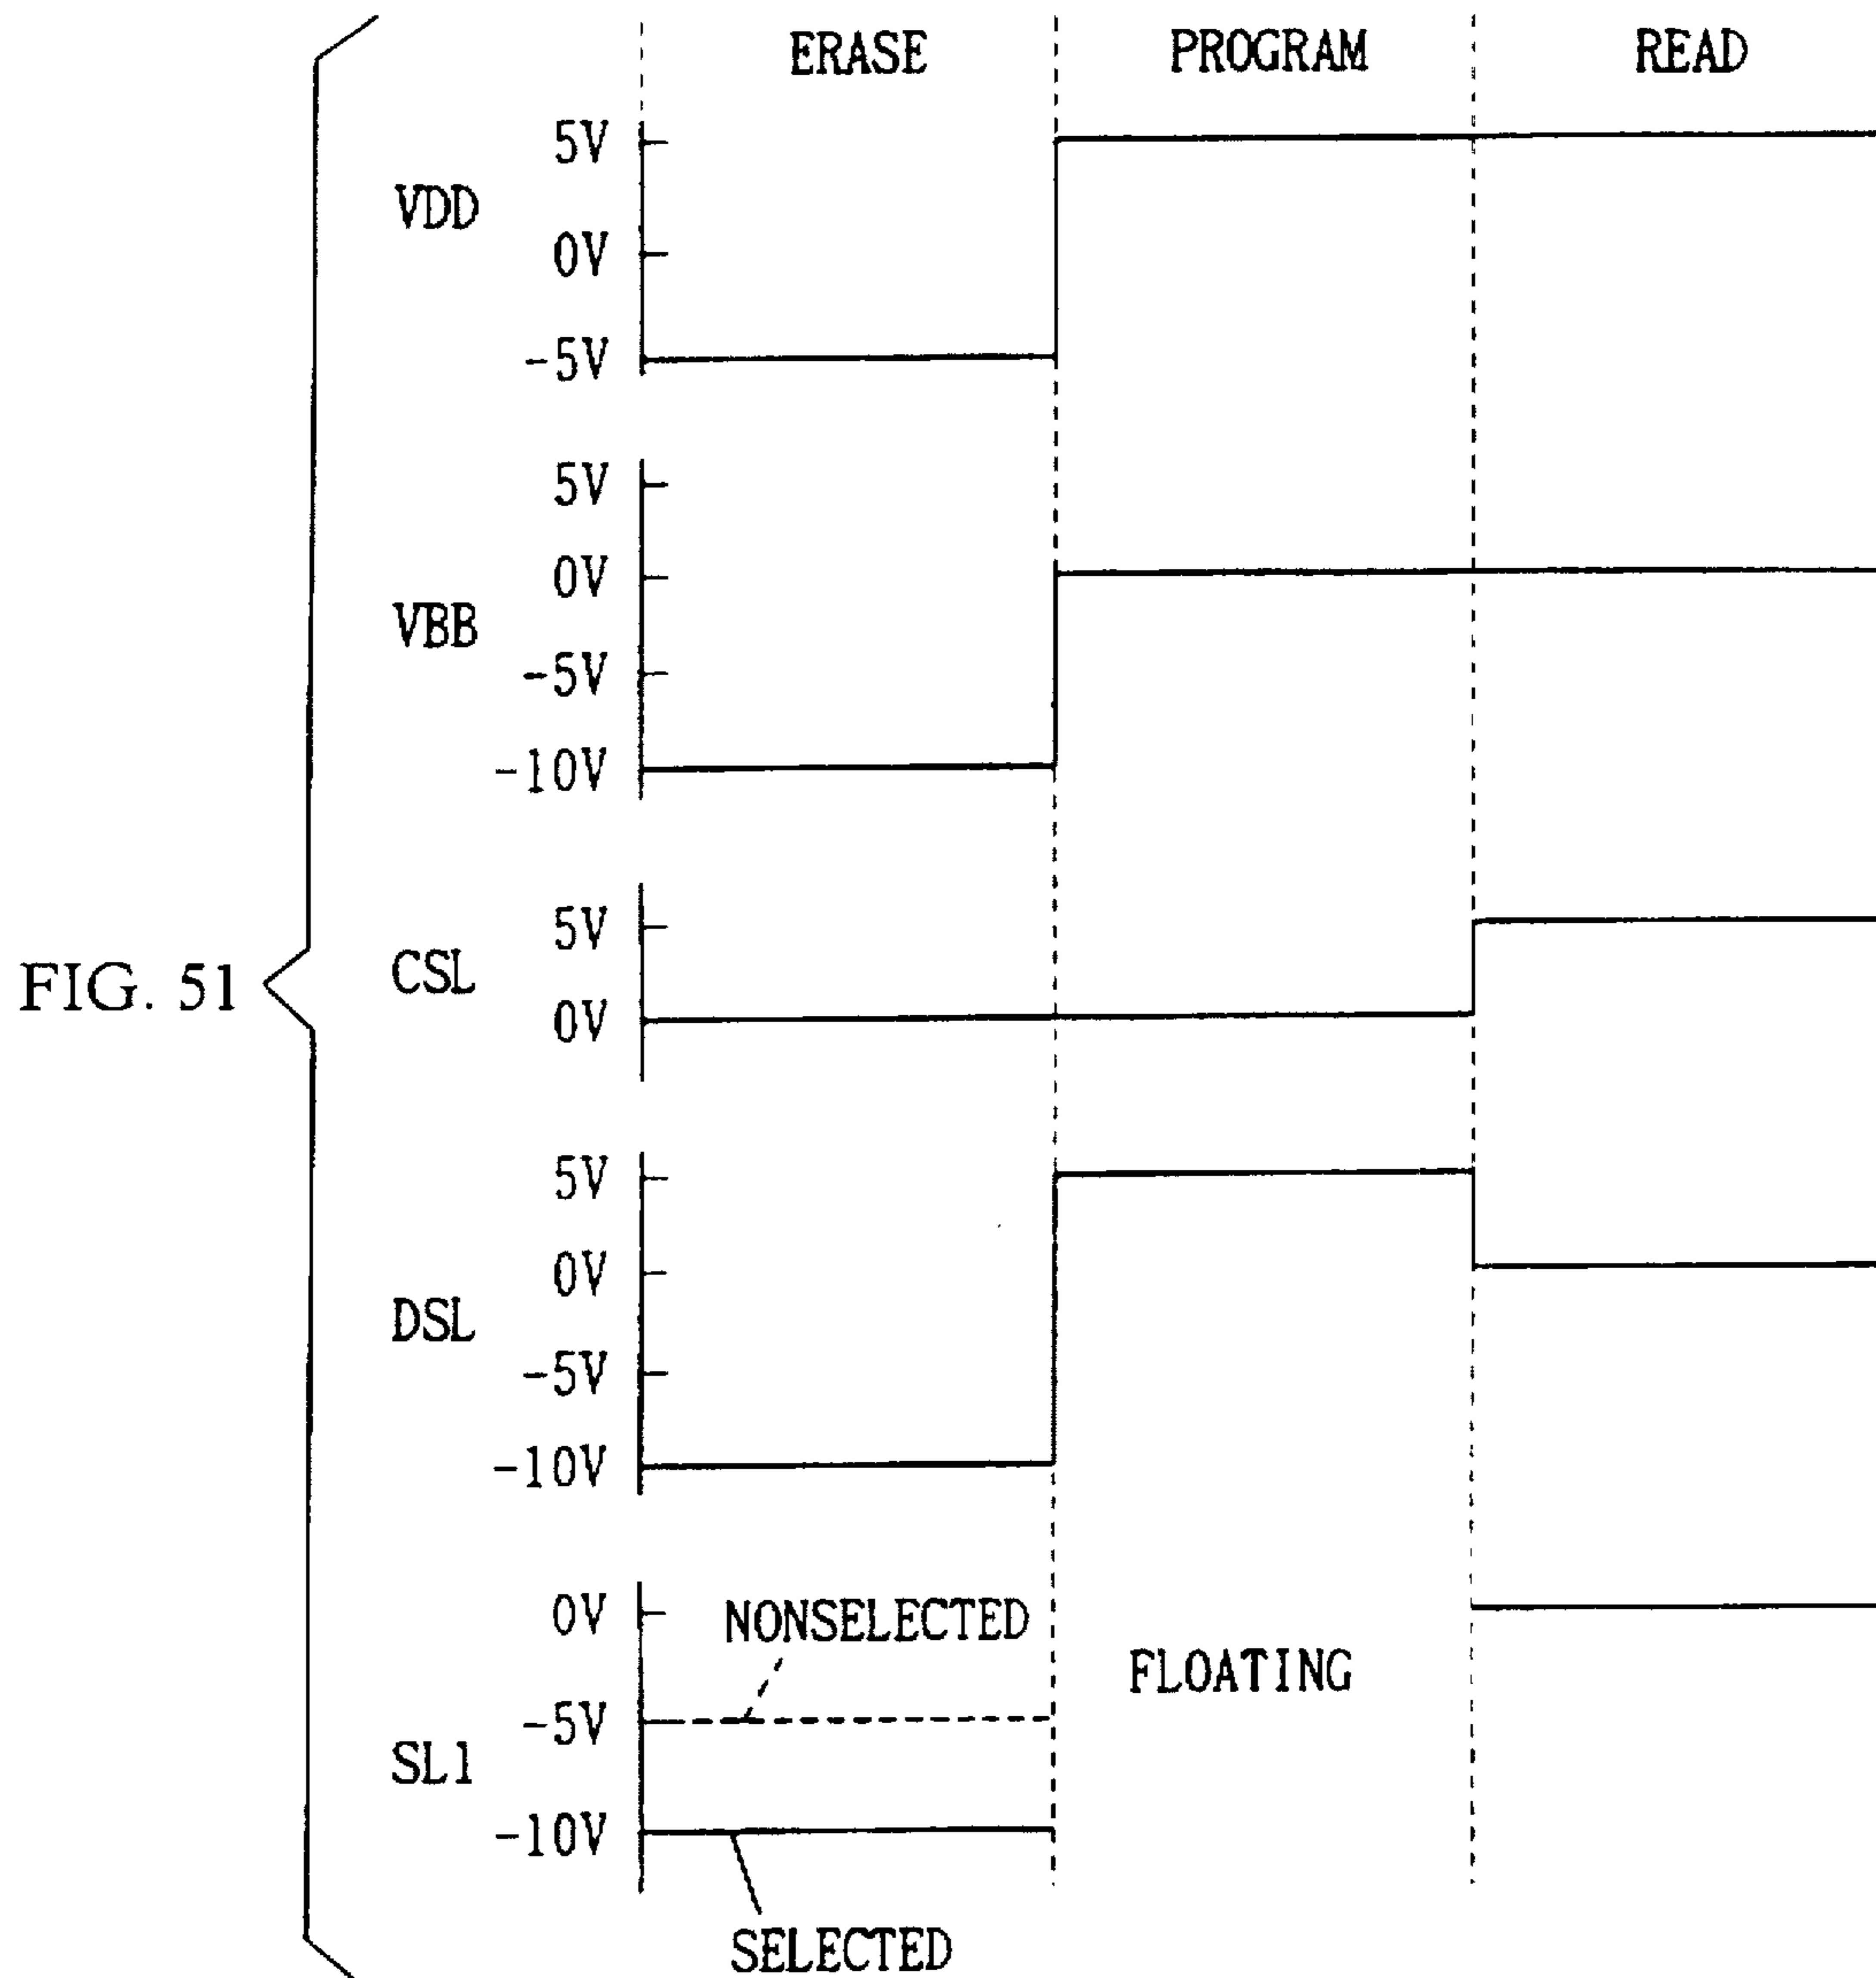 ERASE PROGRAM READ
5V
VDD
0V
-5V
5V
0V
VBB
-5V
-10V
5V
FIG. 51
CSL
0V
5V
0V
DSL
-5V
-10V
0V
NONSELECTED
FLOATING
-5V
SL1
-10V
SELECTED